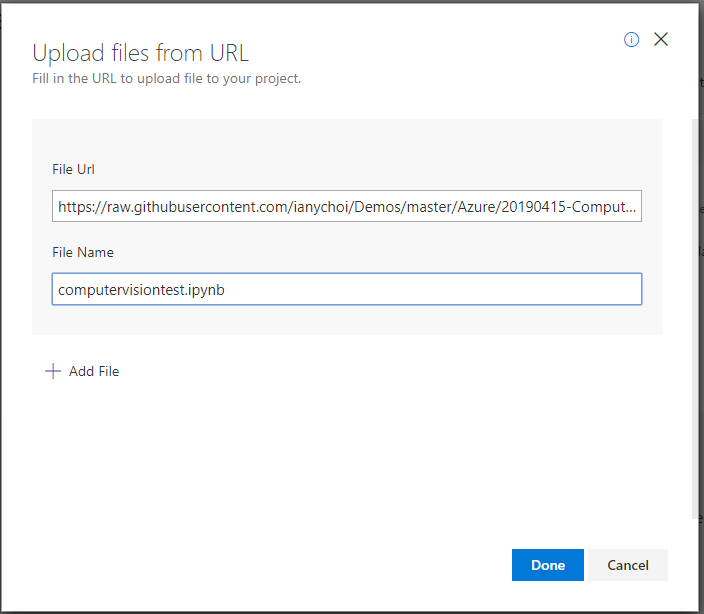 Upload files from URL
Fill in the URL to upload file to your project.
File Url
https://raw.githubusercontent.com/ianychoi/Demos/master/Azure/20190415-Comput...
File Name
computervisiontest.ipynb
Add File
Done
Cancel